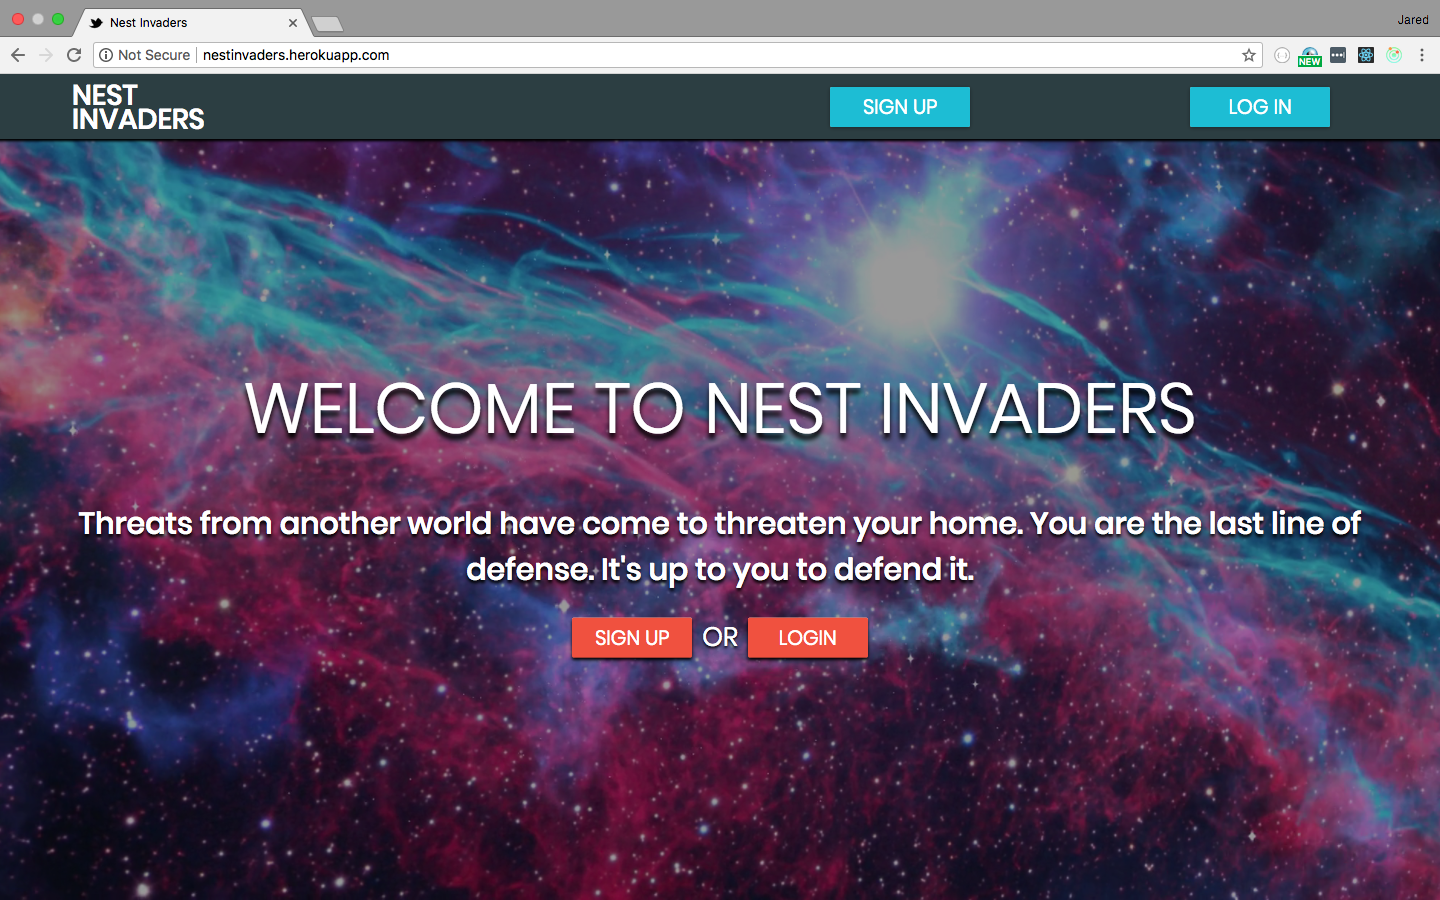 Nest Invaders
Jared
Not Secure
nestinvaders.herokuapp.com
NEW
NEST
INVADERS
SIGN UP
LOG IN
WELCOME TO NEST INVADERS
Threats from another world have come to threaten your home. You are the last line of
defense. It's up to you to defend it.
SIGN UP OR LOGIN